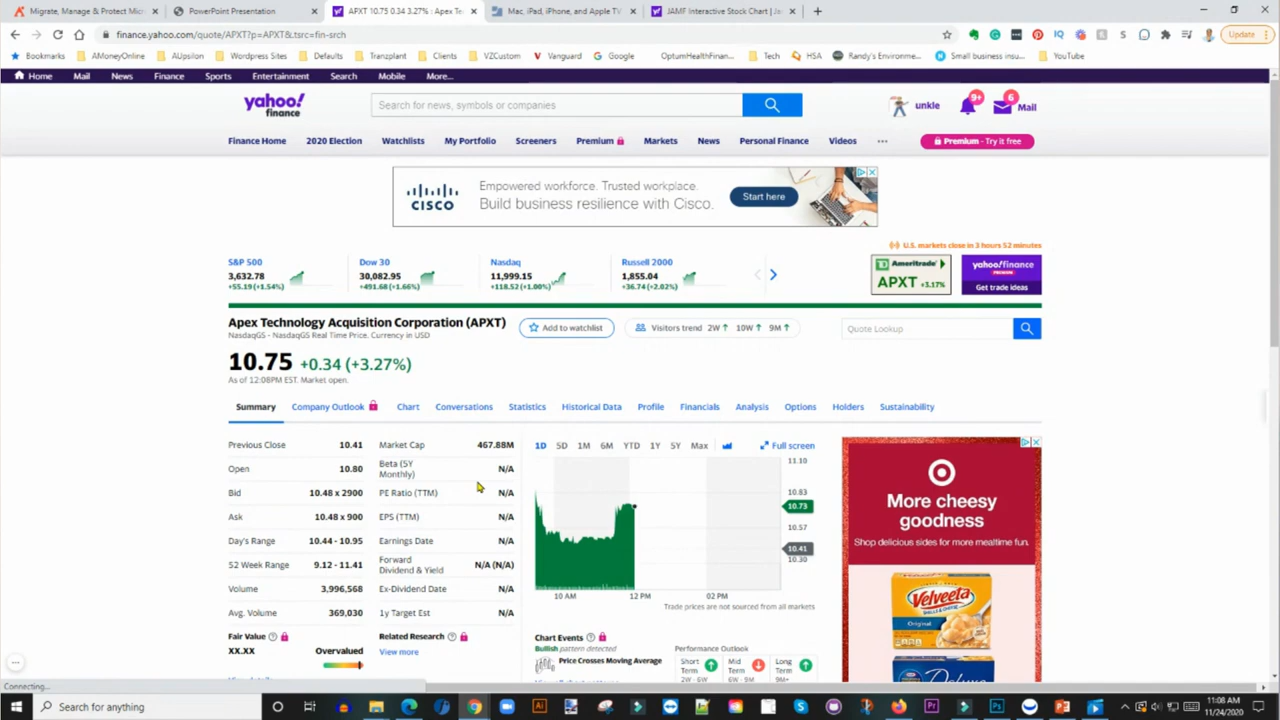 Migrate, Manage & Protect Micr
PowerPoint Presentation
APXT 10.75 0.34 3.27% : Apex Te
Mac, iPad, iPhone, and Apple TV
JAMF Interactive Stock Chart | Ja
finance.yahoo.com/quote/APXT?p=APXT&.tsrc=fin-srch
Update
Bookmarks
AMoneyOnline
AUpsilon
Wordpress Sites
Defaults
Tranzplant
Clients
VZCustom
Vanguard
Google
OptumHealthFinan...
Tech
HSA
Randy's Environme...
Small business insu...
YouTube
Home Mail News Finance Sports Entertainment Search Mobile More...
yahoo!
finance
Search for news, symbols or companies
unkle
9+
6
Mail
Finance Home 2020 Election Watchlists My Portfolio Screeners Premium Markets News Personal Finance Videos ...
Premium - Try it free
CISCO
Empowered workforce. Trusted workplace.
Build business resilience with Cisco.
Start here
U.S. markets close in 3 hours 52 minutes
S&P 500
3,632.78
+55.19 (+1.54%)
Dow 30
30,082.95
+491.68 (+1.66%)
Nasdaq
11,999.15
+118.52 (+1.00%)
Russell 2000
1,855.04
+36.74 (+2.02%)
Ameritrade
APXT +3.17%
yahoo!finance
PREMIUM
Get trade ideas
Apex Technology Acquisition Corporation (APXT)
NasdaqGS - NasdaqGS Real Time Price. Currency in USD
Add to watchlist
Visitors trend 2W↑ 10W↑ 9M↑
Quote Lookup
10.75 +0.34 (+3.27%)
As of 12:08PM EST. Market open.
Summary Company Outlook Chart Conversations Statistics Historical Data Profile Financials Analysis Options Holders Sustainability
Previous Close 10.41
Open 10.80
Bid 10.48 x 2900
Ask 10.48 x 900
Day's Range 10.44 - 10.95
52 Week Range 9.12 - 11.41
Volume 3,996,568
Avg. Volume 369,030
Market Cap 467.88M
Beta (5Y
Monthly) N/A
PE Ratio (TTM) N/A
EPS (TTM) N/A
Earnings Date N/A
Forward
Dividend & Yield N/A (N/A)
Ex-Dividend Date N/A
1y Target Est N/A
Fair Value
XX.XX Overvalued
Related Research
View more
1D 5D 1M 6M YTD 1Y 5Y Max
Full screen
11.10
10.83
10.73
10.57
10.41
10.30
10 AM 12 PM 02 PM
Trade prices are not sourced from all markets
Chart Events
Bullish pattern detected
Price Crosses Moving Average
Performance Outlook
Short
Term
2W - 6W
Mid
Term
6W - 9M
Long
Term
9M+
More cheesy
goodness
Shop delicious sides for more mealtime fun.
VELVEETA
SHELLS & CHEESE
Original
Deluxe
Connecting...
Search for anything
11:08 AM
11/24/2020